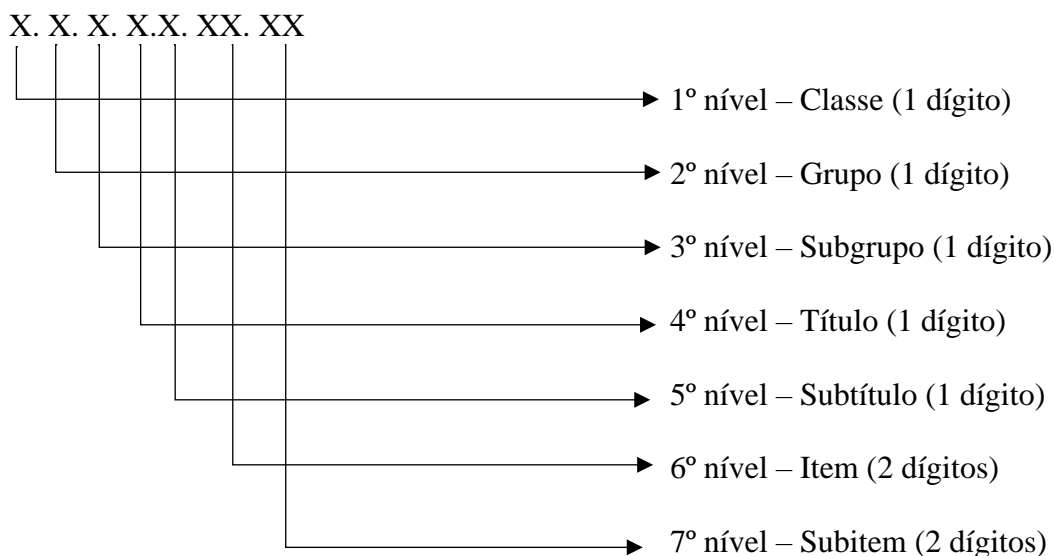 X. X. X. X.X. XX. XX
1º nível – Classe (1 dígito)
2º nível – Grupo (1 dígito)
3º nível – Subgrupo (1 dígito)
4º nível – Título (1 dígito)
5º nível – Subtítulo (1 dígito)
6º nível – Item (2 dígitos)
7º nível – Subitem (2 dígitos)